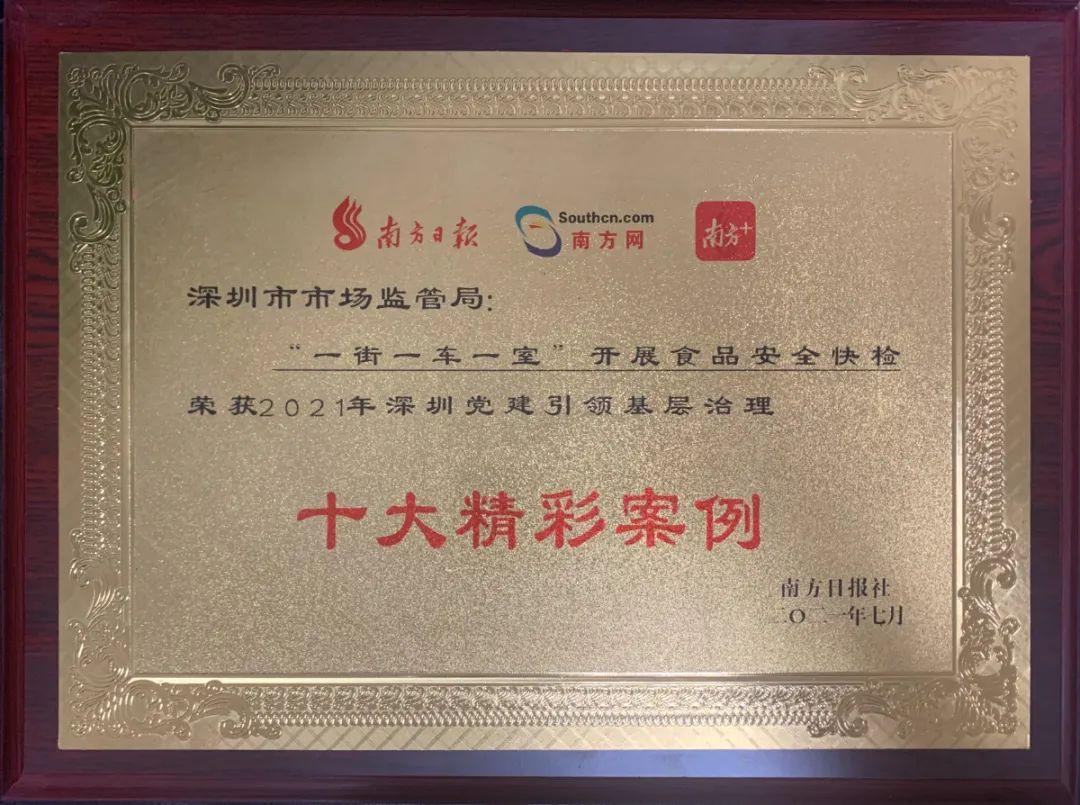 南方日报
Southcn.com
南方网
南方+
深圳市市场监管局:
“一街一车一室”开展食品安全快检
荣获2021年深圳党建引领基层治理
十大精彩案例
南方日报社
二〇二一年七月